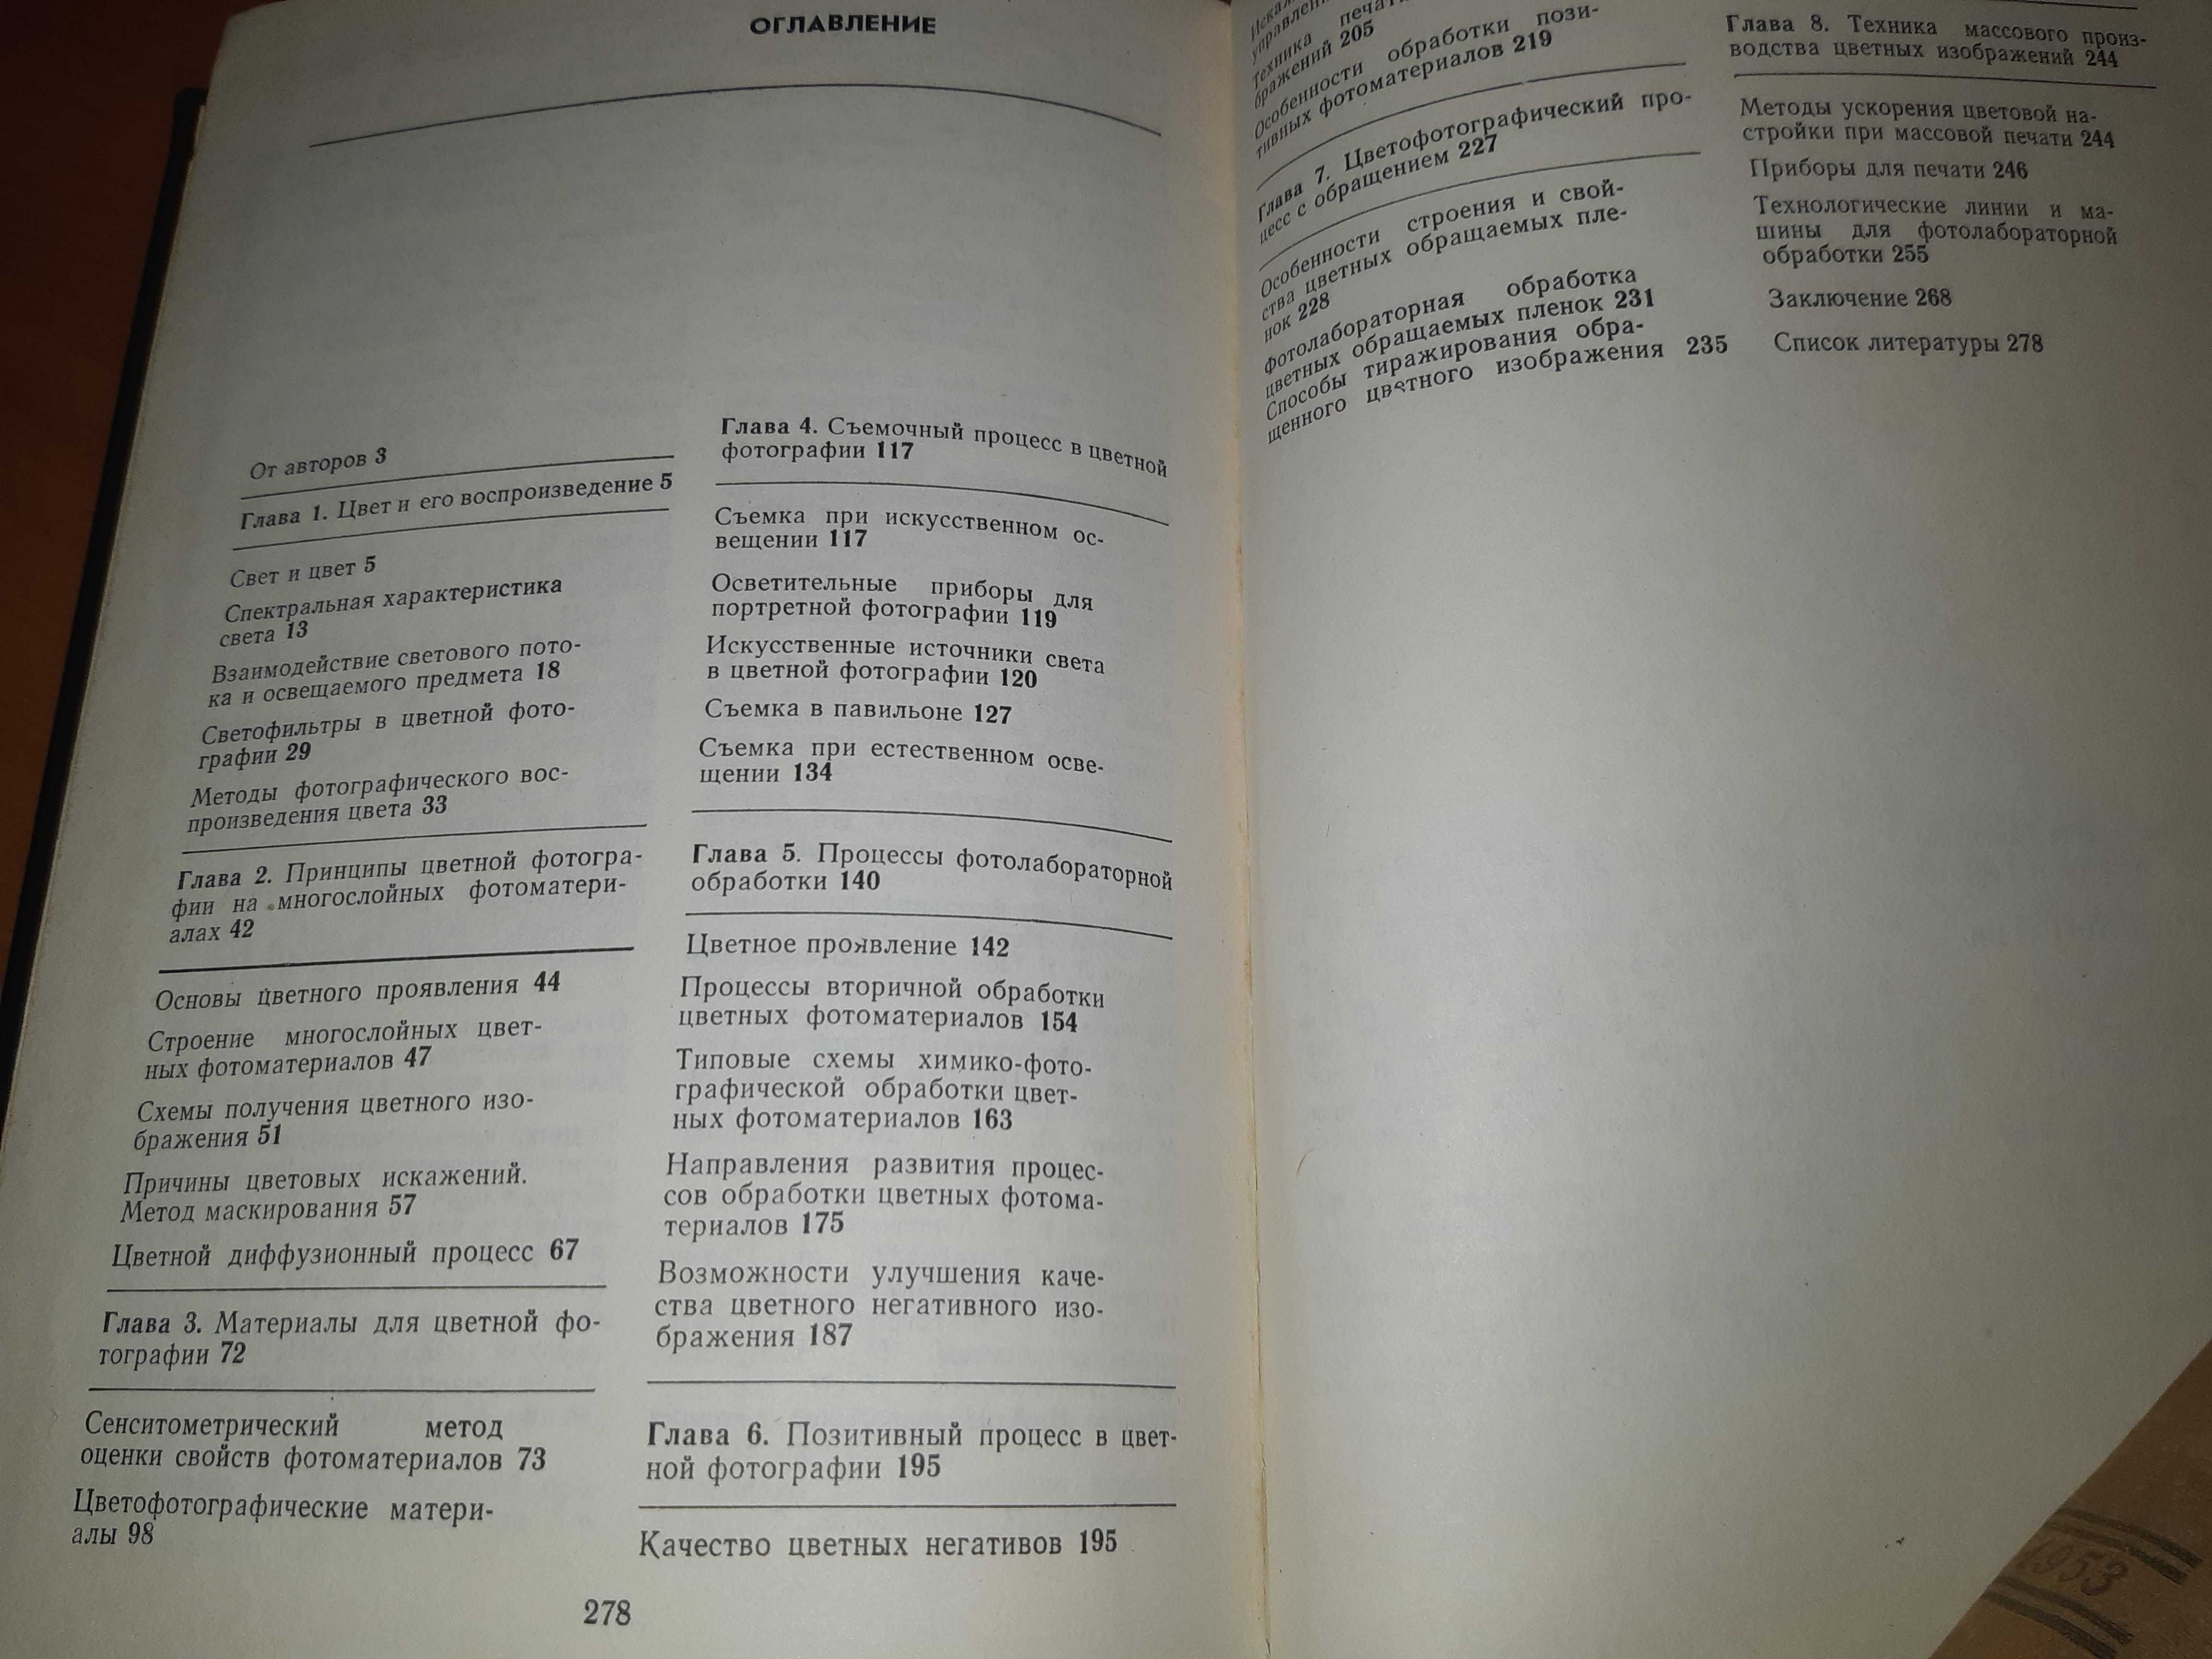 ОГЛАВЛЕНИЕ
От авторов 3
Глава 1. Цвет и его воспроизведение 5
Свет и цвет 5
Спектральная характеристика
света 13
Взаимодействие светового пото-
ка и освещаемого предмета 18
Светофильтры в цветной фото-
графии 29
Методы фотографического вос-
произведения цвета 33
Глава 2. Принципы цветной фотогра-
фии на многослойных фотоматери-
алах 42
Основы цветного проявления 44
Строение многослойных цвет-
ных фотоматериалов 47
Схемы получения цветного изо-
бражения 51
Причины цветовых искажений.
Метод маскирования 57
Цветной диффузионный процесс 67
Глава 3. Материалы для цветной фо-
тографии 72
Сенситометрический метод
оценки свойств фотоматериалов 73
Цветофотографические матери-
алы 98
Глава 4. Съемочный процесс в цветной
фотографии 117
Съемка при искусственном ос-
вещении 117
Осветительные приборы для
портретной фотографии 119
Искусственные источники света
в цветной фотографии 120
Съемка в павильоне 127
Съемка при естественном осве-
щении 134
Глава 5. Процессы фотолабораторной
обработки 140
Цветное проявление 142
Процессы вторичной обработки
цветных фотоматериалов 154
Типовые схемы химико-фото-
графической обработки цвет-
ных фотоматериалов 163
Направления развития процес-
сов обработки цветных фотома-
териалов 175
Возможности улучшения каче-
ства цветного негативного изо-
бражения 187
Глава 6. Позитивный процесс в цвет-
ной фотографии 195
Качество цветных негативов 195
278
Техника печати
бражений 205
Особенности обработки пози-
тивных фотоматериалов 219
Глава 7. Цветофотографический про-
цесс с обращением 227
Особенности строения и свой-
ства цветных обращаемых пле-
нок 228
Фотолабораторная обработка
цветных обращаемых пленок 231
Способы тиражирования обра-
щенного цветного изображения 235
Глава 8. Техника массового произ-
водства цветных изображений 244
Методы ускорения цветовой на-
стройки при массовой печати 244
Приборы для печати 246
Технологические линии и ма-
шины для фотолабораторной
обработки 255
Заключение 268
Список литературы 278
1953